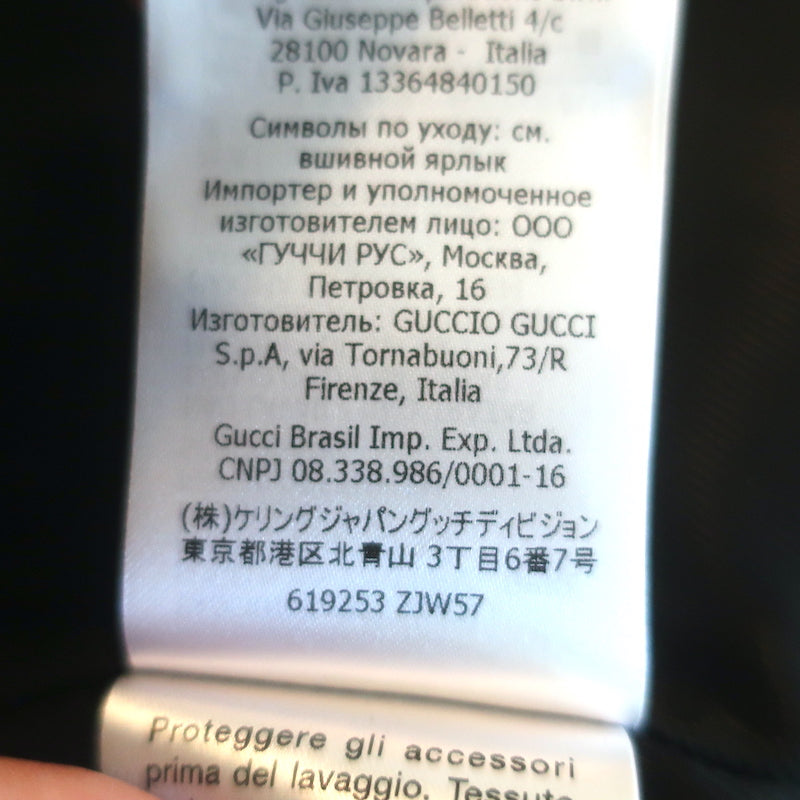 Via Giuseppe Belletti 4/c
28100 Novara - Italia
P. Iva 13364840150
Символы по уходу: см.
вшивной ярлык
Импортер и уполномоченное
изготовителем лицо: ООО
«ГУЧЧИ РУС», Москва,
Петровка, 16
Изготовитель: GUCCIO GUCCI
S.p.A, via Tornabuoni,73/R
Firenze, Italia
Gucci Brasil Imp. Exp. Ltda.
CNPJ 08.338.986/0001-16
(株)ケリングジャパングッチディビジョン
東京都港区北青山 3丁目6番7号
619253 ZJW57
Proteggere gli accessori
prima del lavaggio. Tessuto